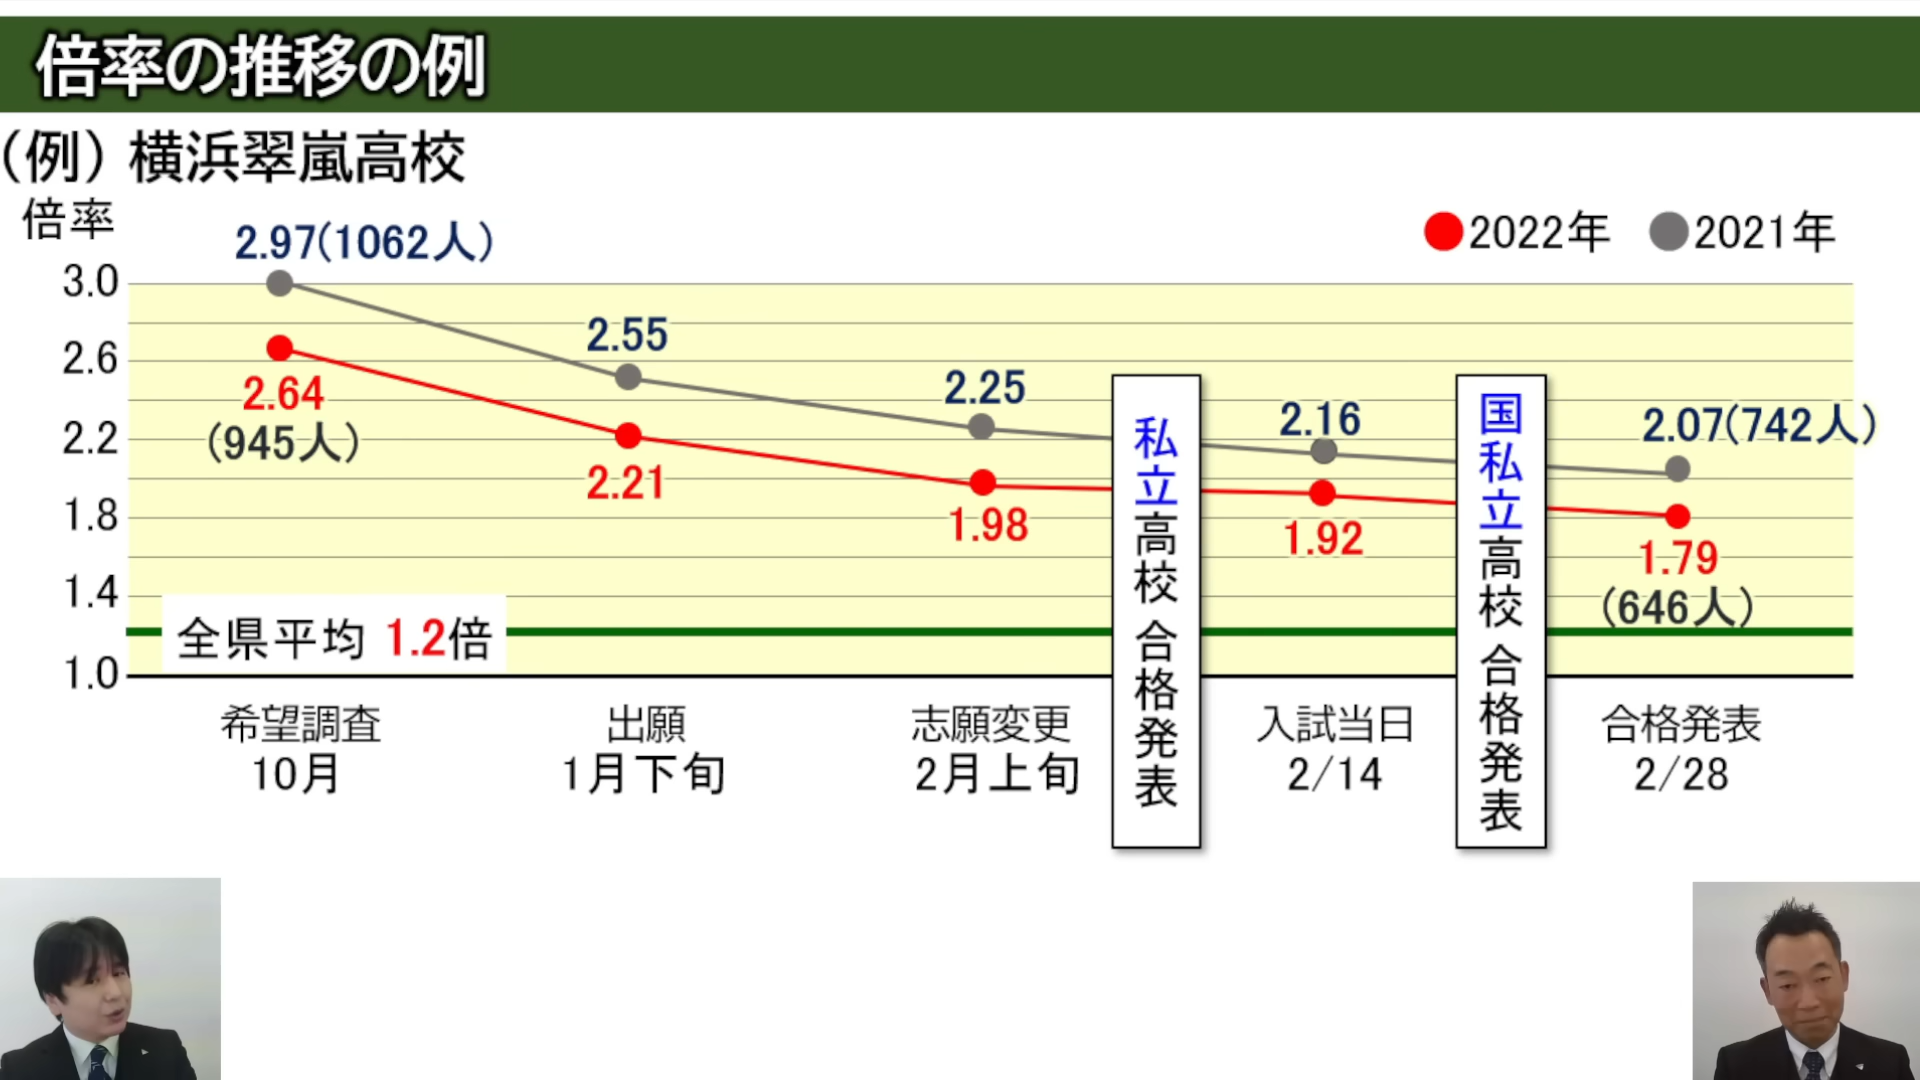 倍率の推移の例
（例）横浜翠嵐高校
倍率
2022年 2021年
2.97(1062人)
2.55
2.25
2.16
2.07(742人)
2.64
(945人)
2.21
1.98
1.92
1.79
(646人)
3.0
2.6
2.2
1.8
1.4
1.0
全県平均 1.2倍
私立高校 合格発表
国私立高校 合格発表
希望調査
10月
出願
1月下旬
志願変更
2月上旬
入試当日
2/14
合格発表
2/28